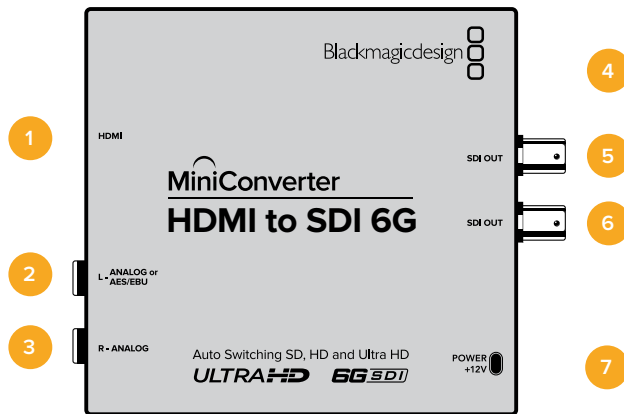 Blackmagicdesign
4
1
HDMI
SDI OUT
5
MiniConverter
HDMI to SDI 6G
SDI OUT
6
2
L - ANALOG or
AES/EBU
3
R - ANALOG
Auto Switching SD, HD and Ultra HD
POWER
+12V
7
ULTRAHD 6G SDI